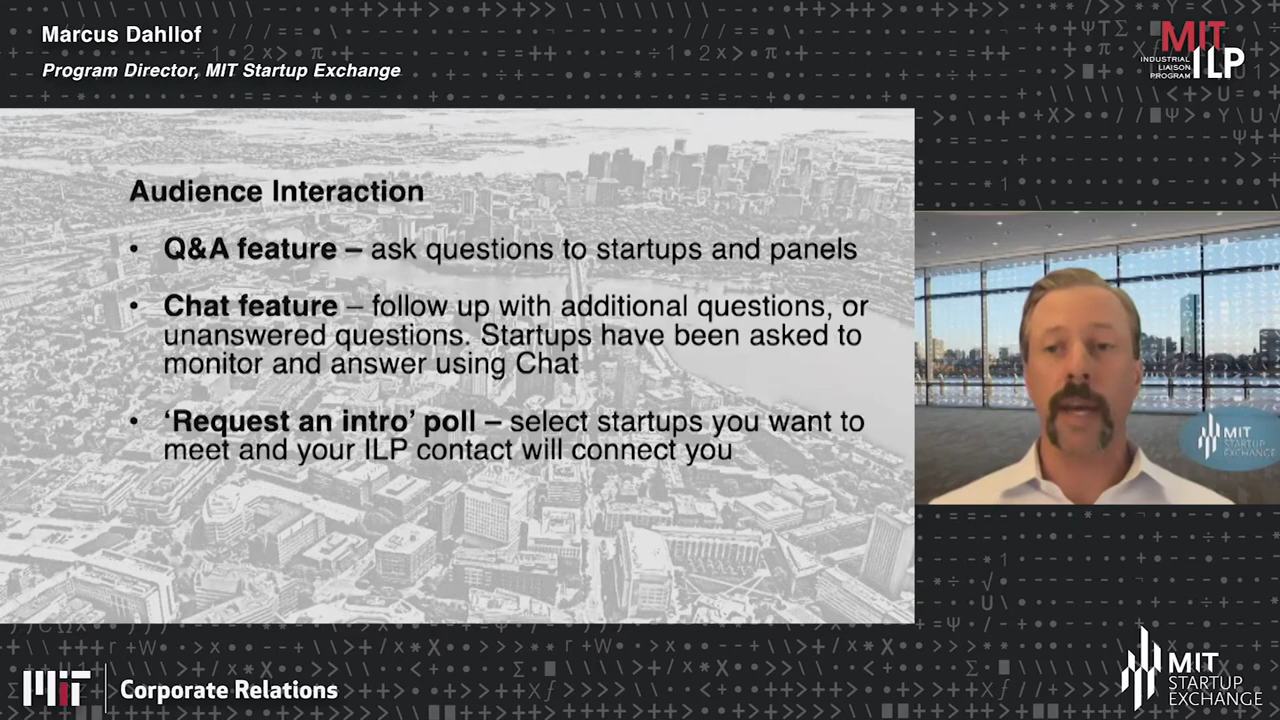 Marcus Dahllof
Program Director, MIT Startup Exchange
MIT
INDUSTRIAL
LIAISON
PROGRAM
ILP
Audience Interaction
• Q&A feature – ask questions to startups and panels
• Chat feature – follow up with additional questions, or
unanswered questions. Startups have been asked to
monitor and answer using Chat
• ‘Request an intro’ poll – select startups you want to
meet and your ILP contact will connect you
MIT
STARTUP
EXCHANGE
MIT
Corporate Relations
MIT
STARTUP
EXCHANGE